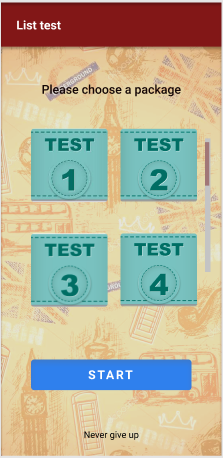 List test
Please choose a package
TEST
1
TEST
2
TEST
3
TEST
4
START
Never give up